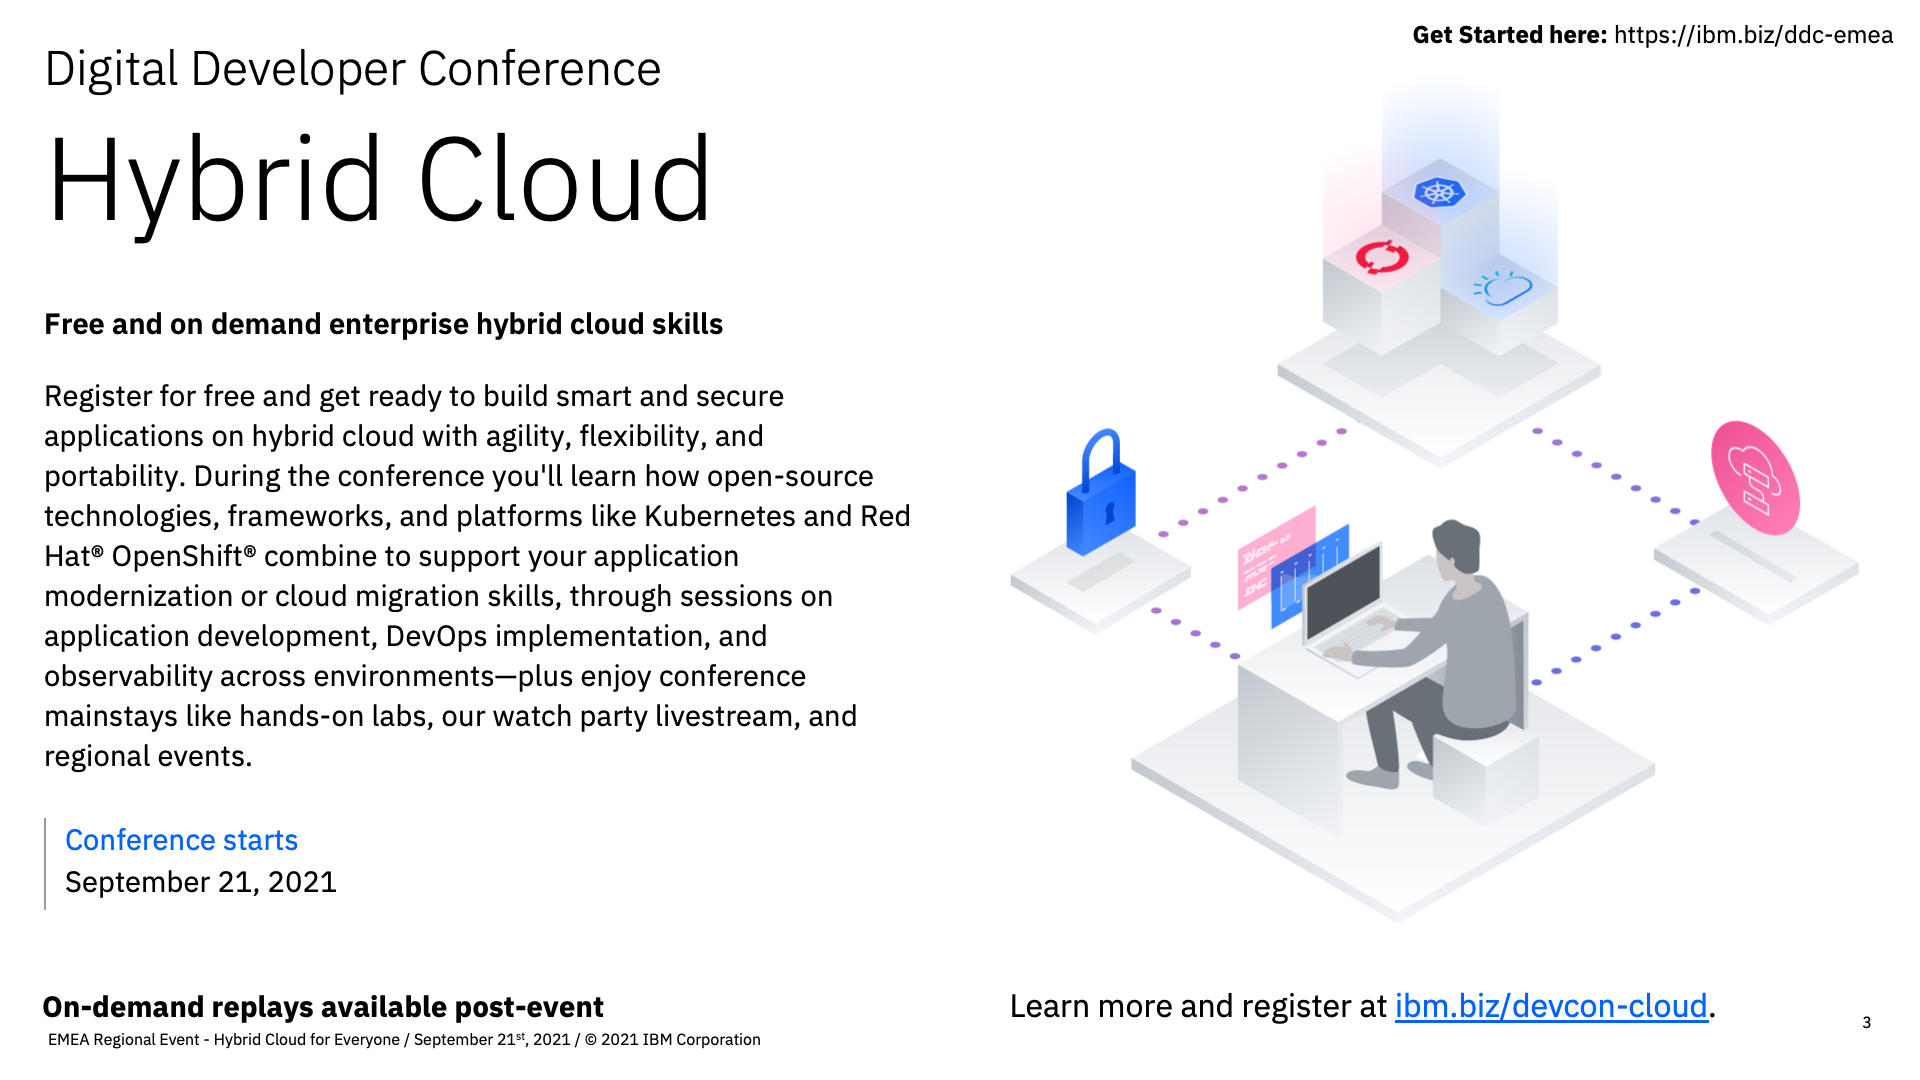 Get Started here: https://ibm.biz/ddc-emea
Digital Developer Conference
Hybrid Cloud
Free and on demand enterprise hybrid cloud skills
Register for free and get ready to build smart and secure
applications on hybrid cloud with agility, flexibility, and
portability. During the conference you'll learn how open-source
technologies, frameworks, and platforms like Kubernetes and Red
Hat® OpenShift® combine to support your application
modernization or cloud migration skills, through sessions on
application development, DevOps implementation, and
observability across environments—plus enjoy conference
mainstays like hands-on labs, our watch party livestream, and
regional events.
Conference starts
September 21, 2021
On-demand replays available post-event
Learn more and register at ibm.biz/devcon-cloud.
EMEA Regional Event - Hybrid Cloud for Everyone / September 21st, 2021 / © 2021 IBM Corporation
3